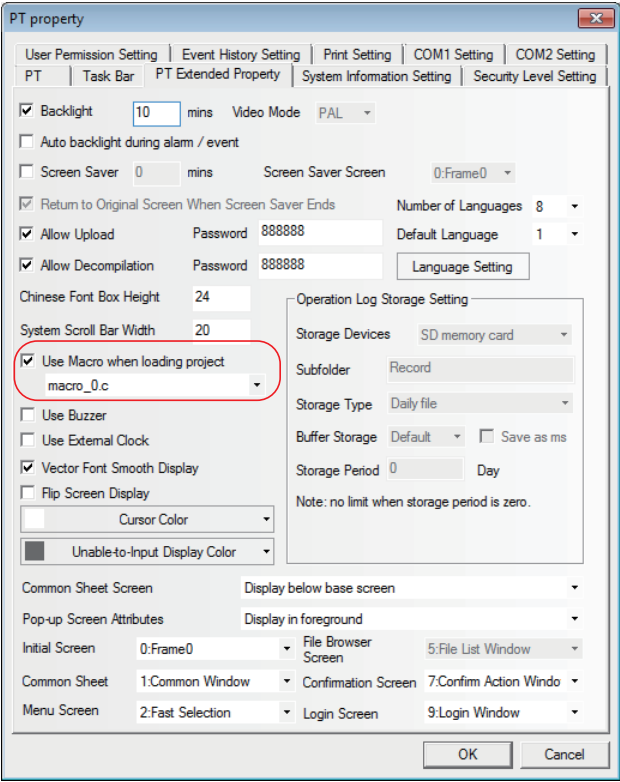 PT property
User Permission Setting Event History Setting Print Setting COM1 Setting COM2 Setting
PT Task Bar PT Extended Property System Information Setting Security Level Setting
Backlight 10 mins Video Mode PAL
Auto backlight during alarm / event
Screen Saver 0 mins Screen Saver Screen 0:Frame0
Return to Original Screen When Screen Saver Ends Number of Languages 8
Allow Upload Password 888888 Default Language 1
Allow Decompilation Password 888888 Language Setting
Chinese Font Box Height 24
Operation Log Storage Setting
System Scroll Bar Width 20
Storage Devices SD memory card
Use Macro when loading project
Subfolder Record
macro_0.c
Storage Type Daily file
Use Buzzer
Buffer Storage Default Save as ms
Use External Clock
Vector Font Smooth Display
Storage Period 0 Day
Flip Screen Display
Note: no limit when storage period is zero.
Cursor Color
Unable-to-Input Display Color
Common Sheet Screen Display below base screen
Pop-up Screen Attributes Display in foreground
Initial Screen 0:Frame0 File Browser Screen 5:File List Window
Common Sheet 1:Common Window Confirmation Screen 7:Confirm Action Windo
Menu Screen 2:Fast Selection Login Screen 9:Login Window
OK Cancel